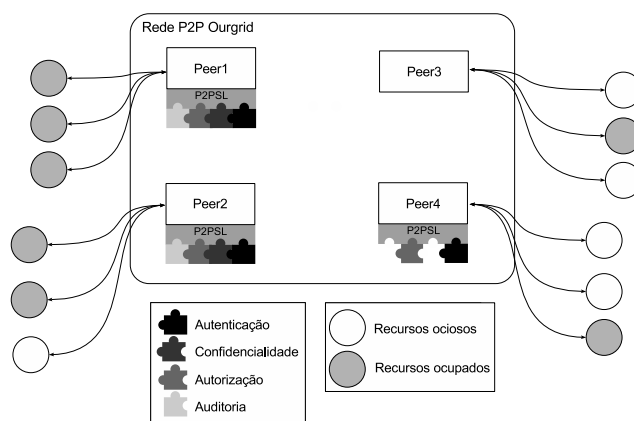 Rede P2P Ourgrid
Peer1
P2PSL
Peer3
Peer2
P2PSL
Peer4
P2PSL
Autenticação
Confidencialidade
Autorização
Auditoria
Recursos ociosos
Recursos ocupados